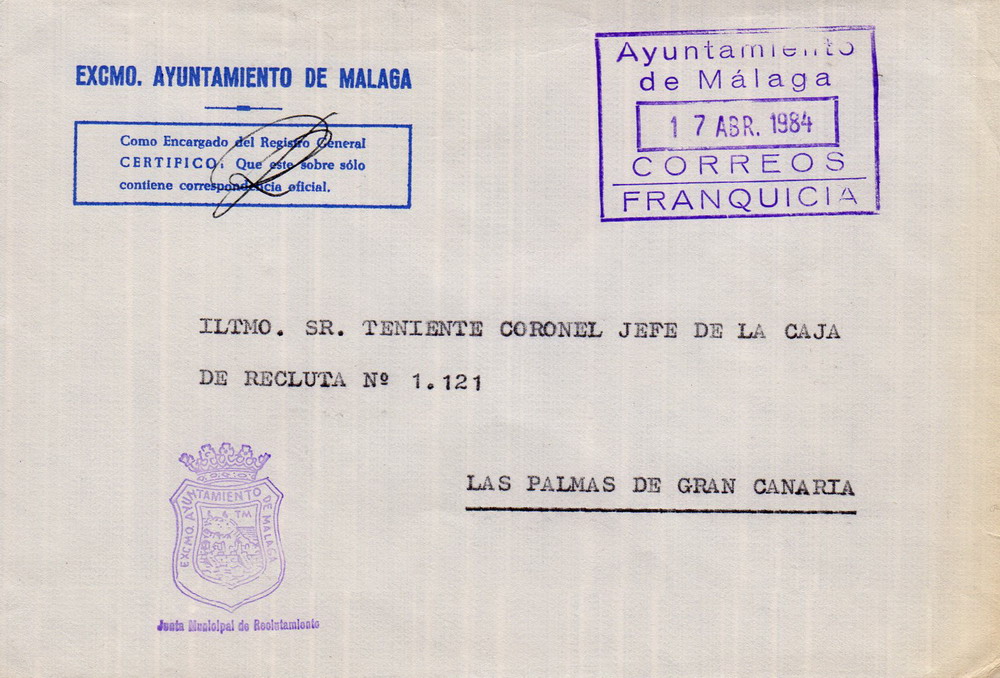 EXCMO. AYUNTAMIENTO DE MALAGA
Como Encargado del Registro General
CERTIFICO: Que este sobre sólo
contiene correspondencia oficial.
Ayuntamiento
de Málaga
17 ABR. 1984
CORREOS
FRANQUICIA
ILTMO. SR. TENIENTE CORONEL JEFE DE LA CAJA
DE RECLUTA Nº 1.121
LAS PALMAS DE GRAN CANARIA
EXCMO. AYUNTAMIENTO DE MALAGA
TM
Junta Municipal de Reclutamiento